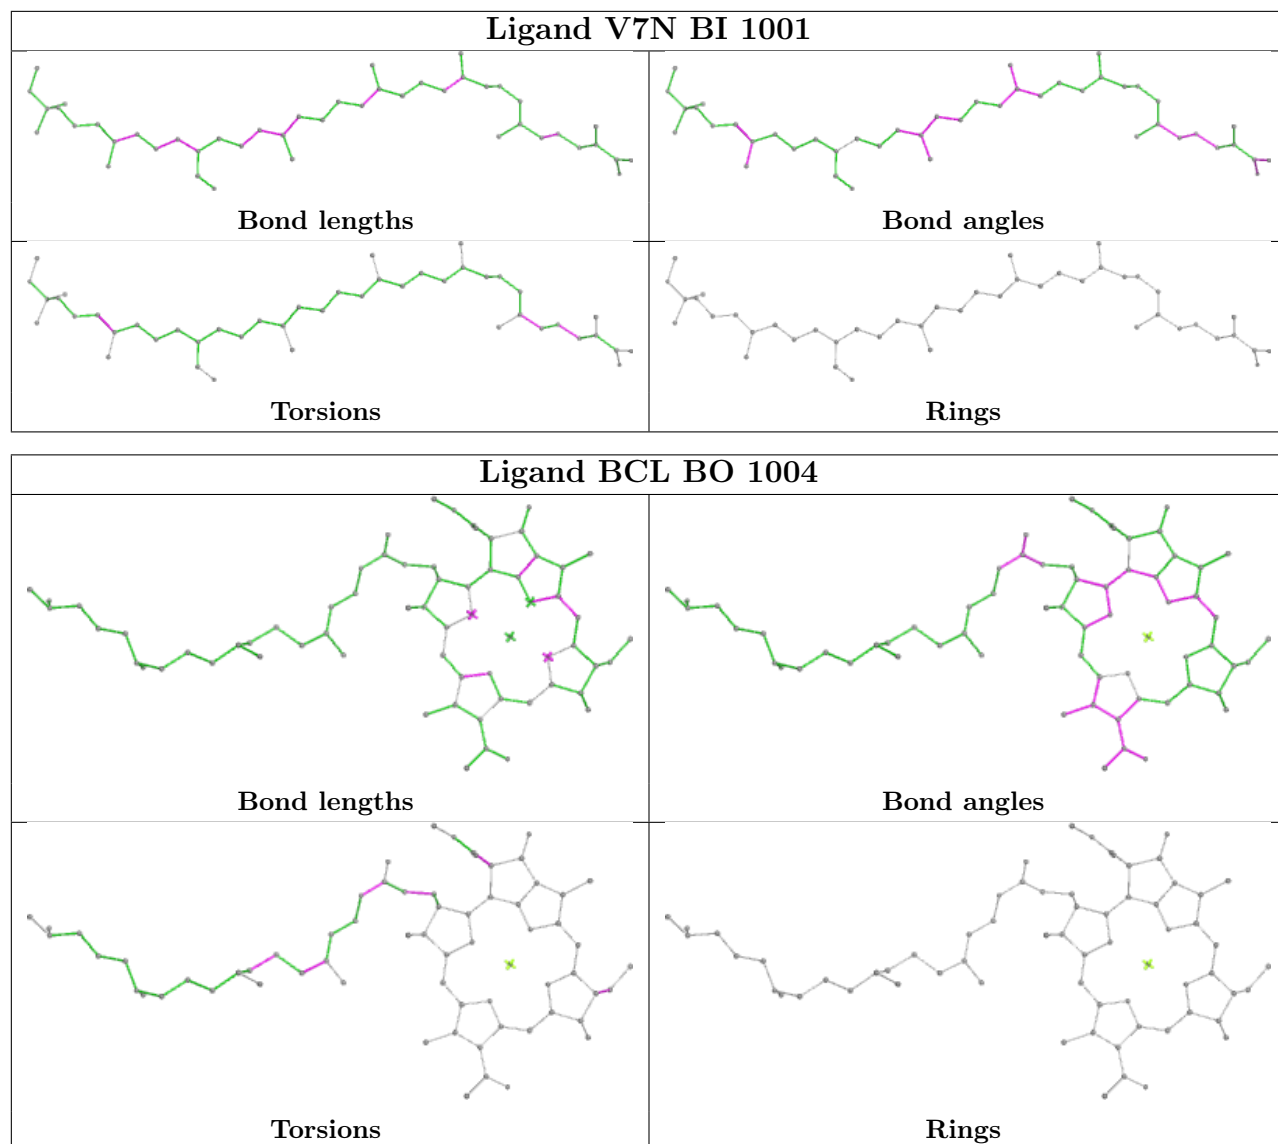 Ligand V7N BI 1001
Bond lengths
Bond angles
Torsions
Rings
Ligand BCL BO 1004
Bond lengths
Bond angles
Torsions
Rings